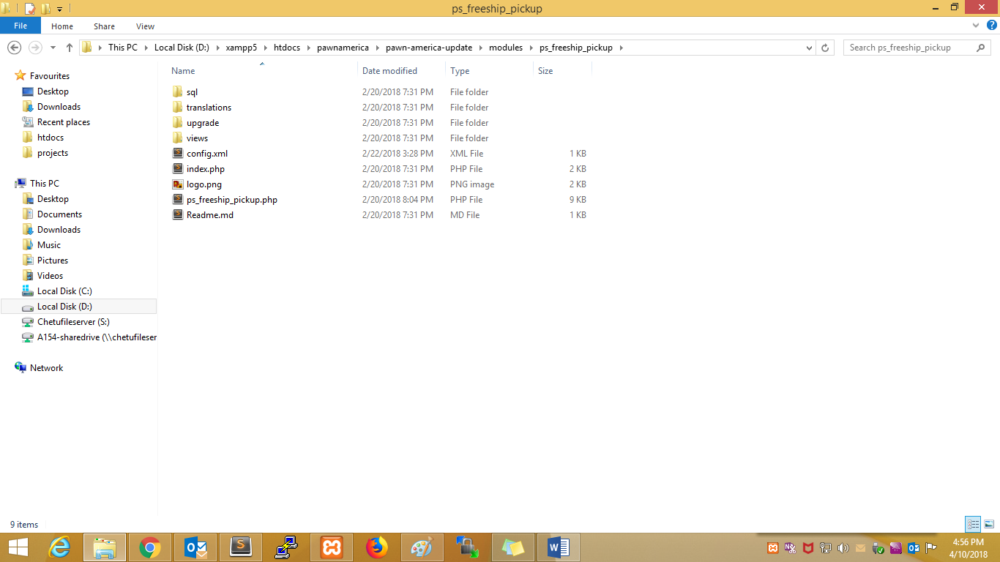 ps_freeship_pickup
File Home Share View
This PC Local Disk (D:) xampp5 htdocs pawnamerica pawn-america-update modules ps_freeship_pickup Search ps_freeship_pickup
Favourites
Desktop
Downloads
Recent places
htdocs
projects
This PC
Desktop
Documents
Downloads
Music
Pictures
Videos
Local Disk (C:)
Local Disk (D:)
Chetufileserver (S:)
A154-sharedrive (\\chetufileser
Network
Name Date modified Type Size
sql 2/20/2018 7:31 PM File folder
translations 2/20/2018 7:31 PM File folder
upgrade 2/20/2018 7:31 PM File folder
views 2/20/2018 7:31 PM File folder
config.xml 2/22/2018 3:28 PM XML File 1 KB
index.php 2/20/2018 7:31 PM PHP File 2 KB
logo.png 2/20/2018 7:31 PM PNG image 2 KB
ps_freeship_pickup.php 2/20/2018 8:04 PM PHP File 9 KB
Readme.md 2/20/2018 7:31 PM MD File 1 KB
9 items
4:56 PM
4/10/2018